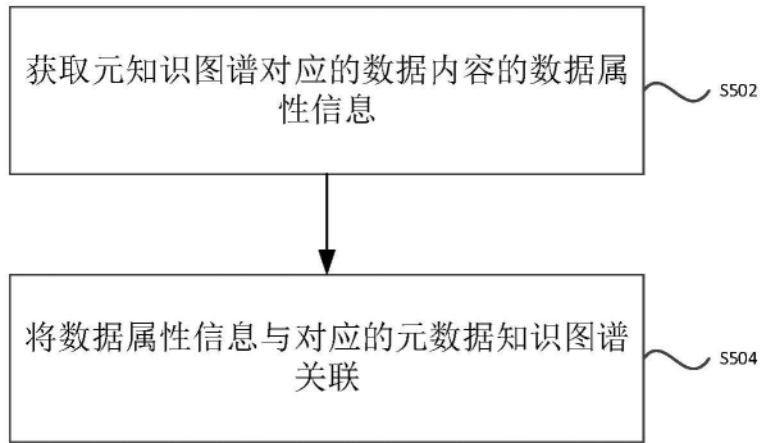 获取元知识图谱对应的数据内容的数据属
性信息
S502
将数据属性信息与对应的元数据知识图谱
关联
S504